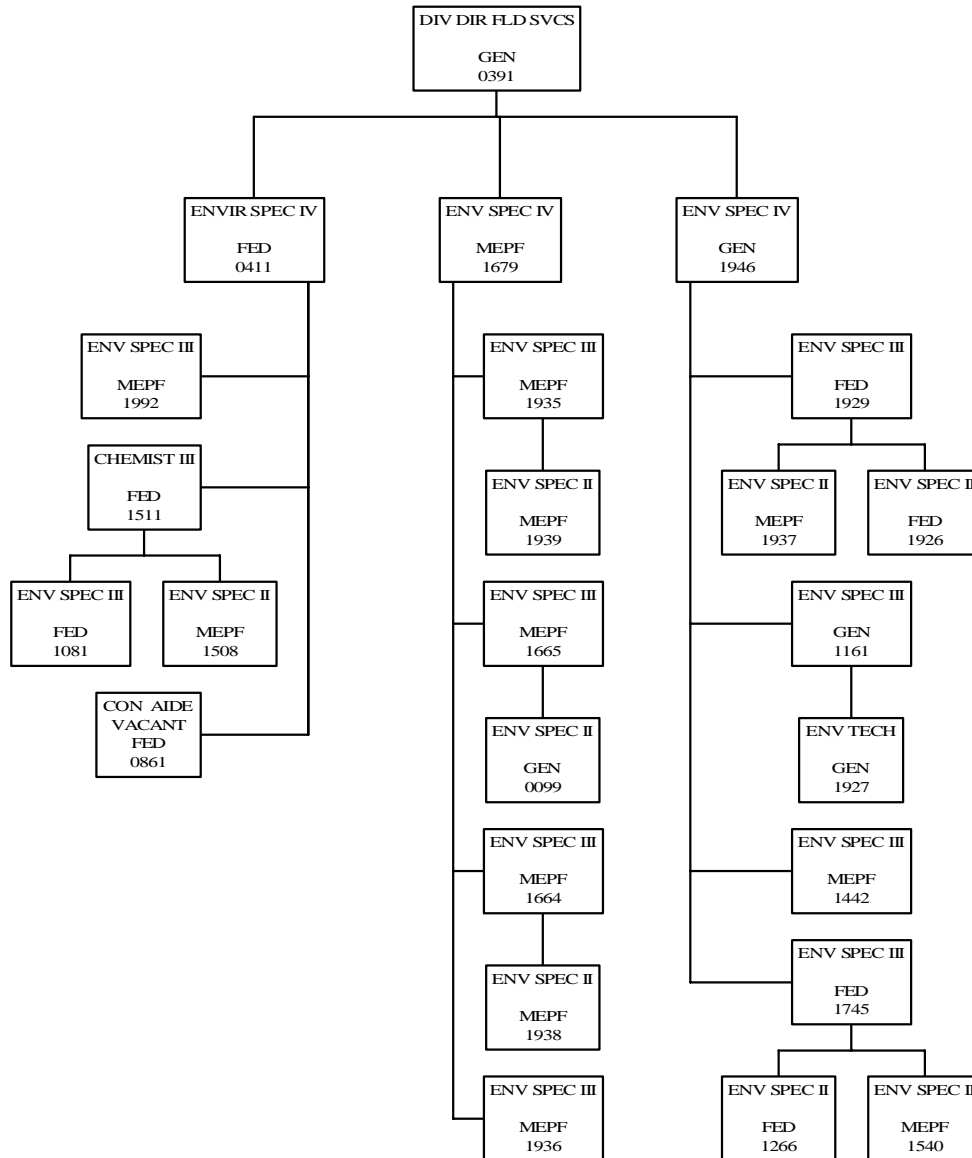 DIV DIR FLD SVCS
GEN
0391
ENVIR SPEC IV
FED
0411
ENV SPEC IV
MEPF
1679
ENV SPEC IV
GEN
1946
ENV SPEC III
MEPF
1992
CHEMIST III
FED
1511
ENV SPEC III
FED
1081
ENV SPEC II
MEPF
1508
CON AIDE
VACANT
FED
0861
ENV SPEC III
MEPF
1935
ENV SPEC II
MEPF
1939
ENV SPEC III
MEPF
1665
ENV SPEC II
GEN
0099
ENV SPEC III
MEPF
1664
ENV SPEC II
MEPF
1938
ENV SPEC III
MEPF
1936
ENV SPEC III
FED
1929
ENV SPEC II
MEPF
1937
ENV SPEC II
FED
1926
ENV SPEC III
GEN
1161
ENV TECH
GEN
1927
ENV SPEC III
MEPF
1442
ENV SPEC III
FED
1745
ENV SPEC II
FED
1266
ENV SPEC II
MEPF
1540